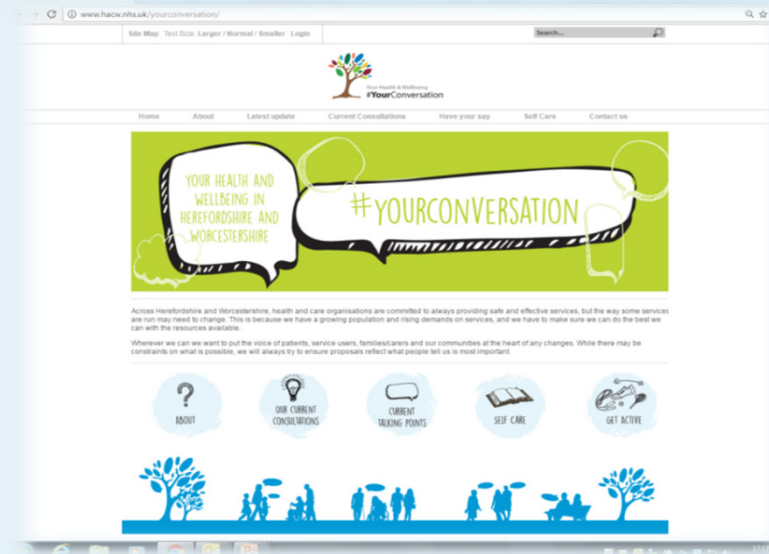 www.hacw.nhs.uk/yourconversation/
Site Map Text Size: Larger / Normal / Smaller Login
Search...
Your Health & Wellbeing
#YourConversation
Home About Latest update Current Consultations Have your say Self Care Contact us
YOUR HEALTH AND
WELLBEING IN
HEREFORDSHIRE AND
WORCESTERSHIRE
#YOURCONVERSATION
Across Herefordshire and Worcestershire, health and care organisations are committed to always providing safe and effective services, but the way some services
are run may need to change. This is because we have a growing population and rising demands on services, and we have to make sure we can do the best we
can with the resources available.
Wherever we can we want to put the voice of patients, service users, families/carers and our communities at the heart of any changes. While there may be
constraints on what is possible, we will always try to ensure proposals reflect what people tell us is most important.
ABOUT
OUR CURRENT
CONSULTATIONS
CURRENT
TALKING POINTS
SELF CARE
GET ACTIVE